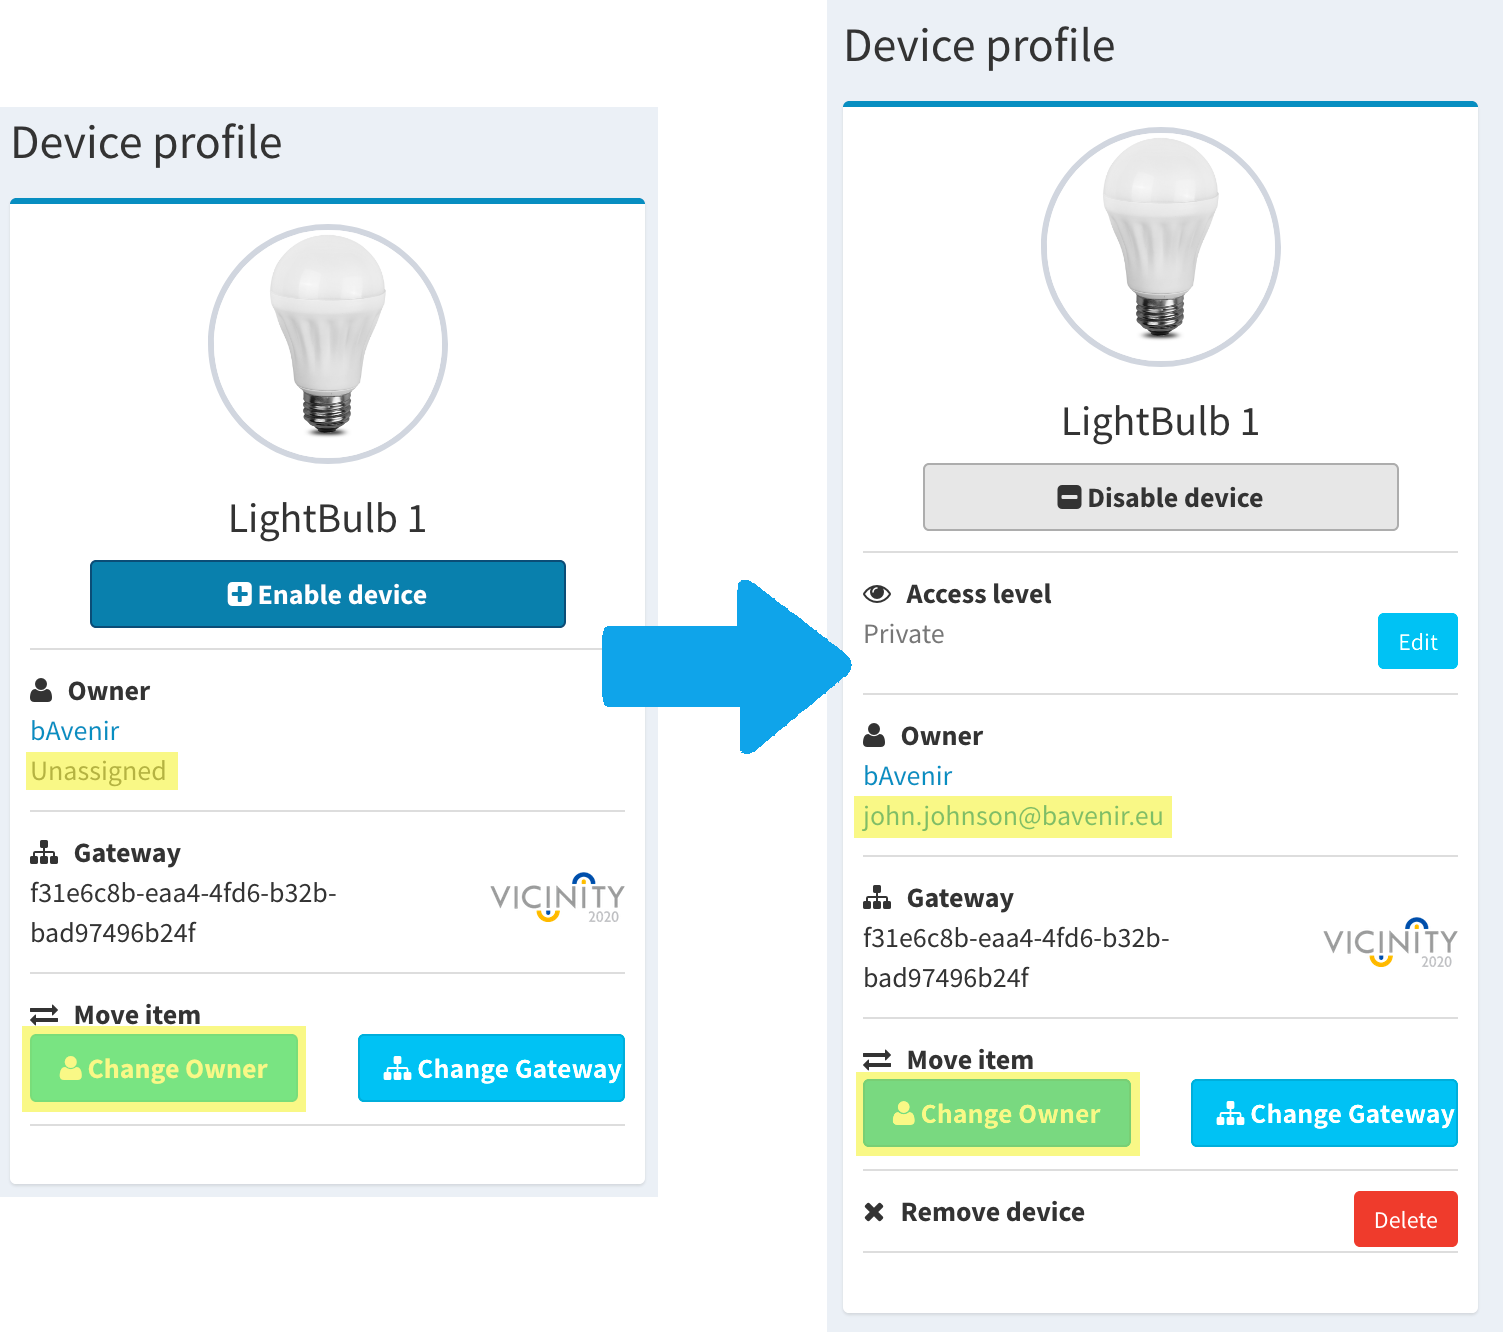 Device profile
LightBulb 1
Enable device
Owner
bAvenir
Unassigned
Gateway
f31e6c8b-eaa4-4fd6-b32b-
bad97496b24f
VICINITY
2020
Move item
Change Owner
Change Gateway
Device profile
LightBulb 1
Disable device
Access level
Private
Edit
Owner
bAvenir
john.johnson@bavenir.eu
Gateway
f31e6c8b-eaa4-4fd6-b32b-
bad97496b24f
VICINITY
2020
Move item
Change Owner
Change Gateway
Remove device
Delete